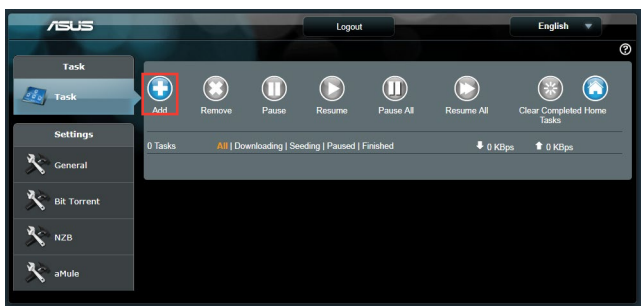 ASUS
Logout
English
?
Task
Task
Settings
General
Bit Torrent
NZB
aMule
Add
Remove
Pause
Resume
Pause All
Resume All
Clear Completed
Tasks
Home
0 Tasks
All | Downloading | Seeding | Paused | Finished
0 KBps
0 KBps